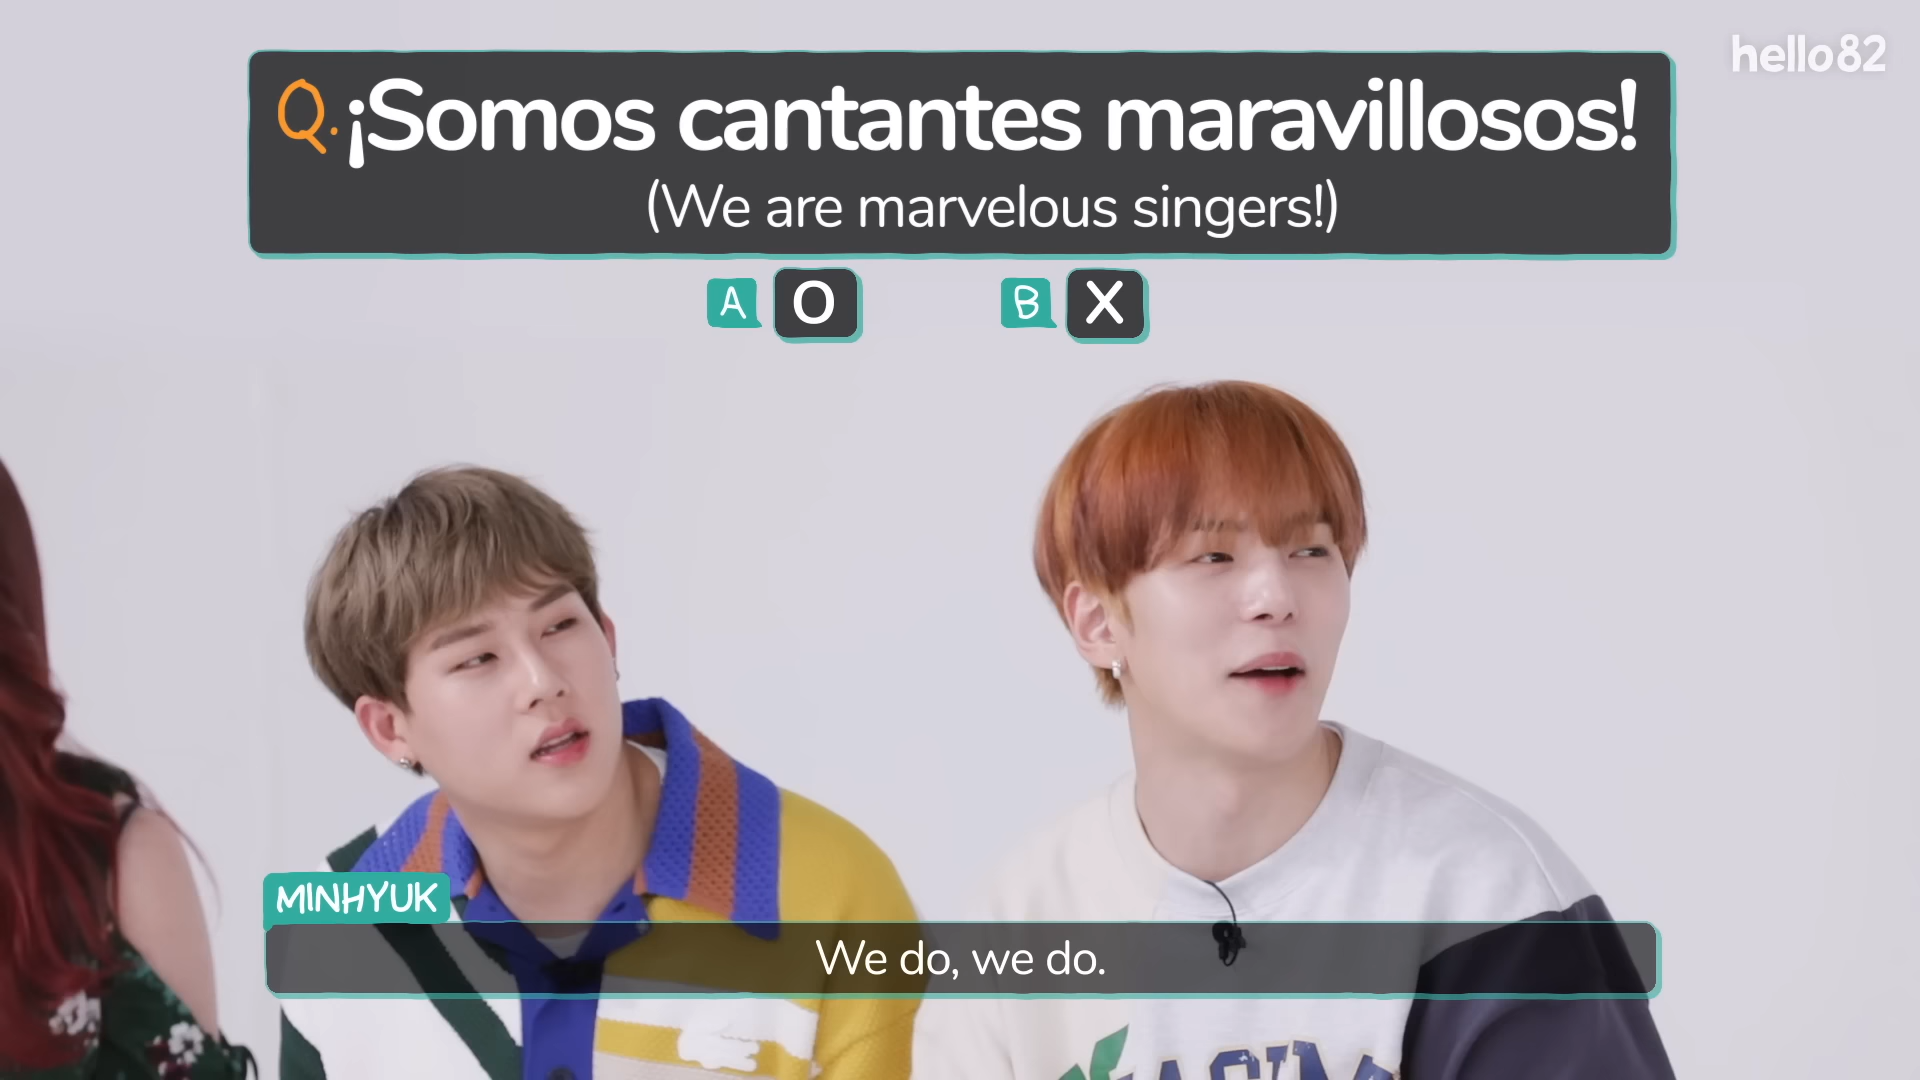 hello82
Q. ¡Somos cantantes maravillosos!
(We are marvelous singers!)
A O B X
MINHYUK
We do, we do.